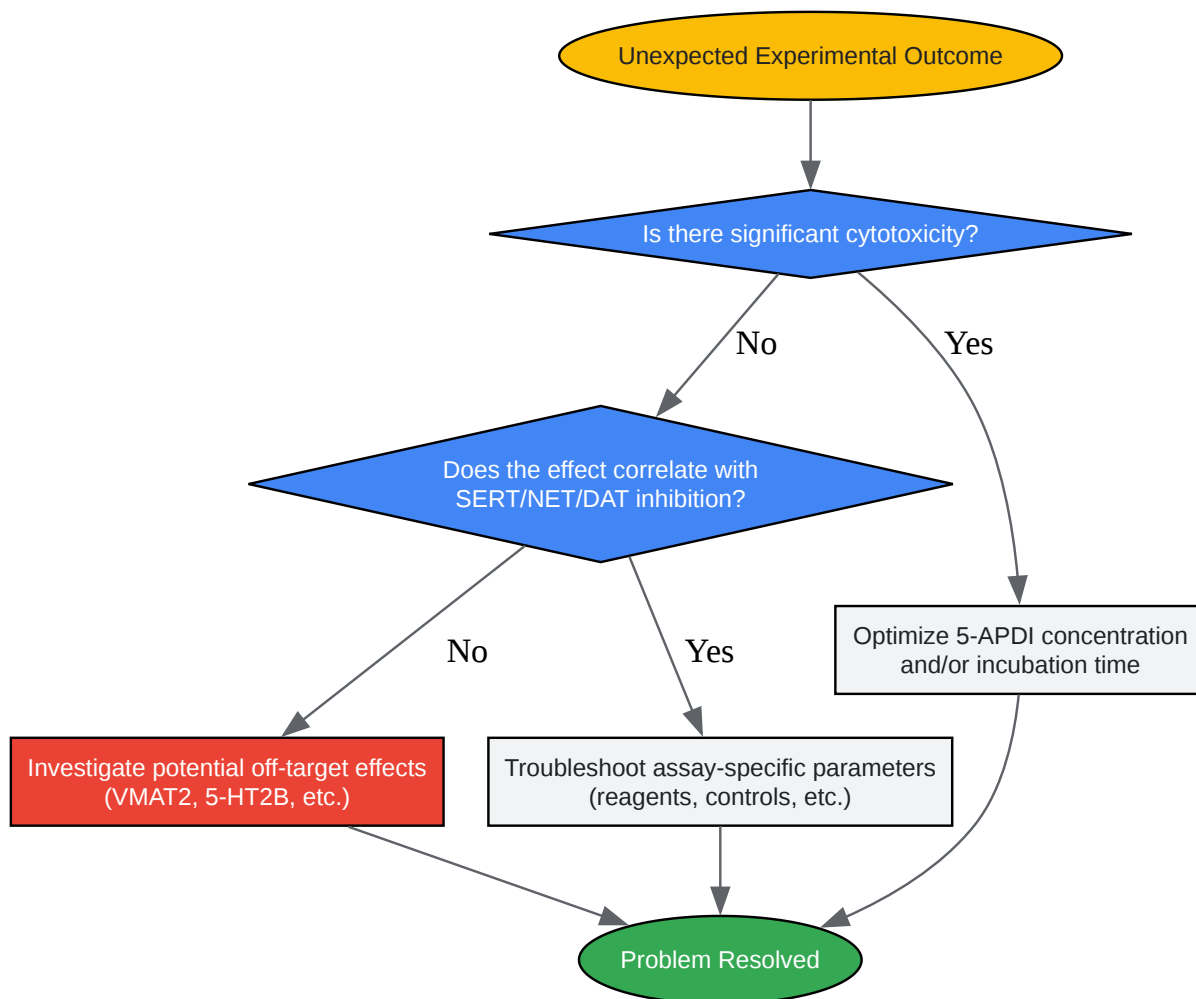 Unexpected Experimental Outcome
Is there significant cytotoxicity?
No
Yes
Does the effect correlate with
SERT/NET/DAT inhibition?
No
Yes
Optimize 5-APDI concentration
and/or incubation time
Investigate potential off-target effects
(VMAT2, 5-HT2B, etc.)
Troubleshoot assay-specific parameters
(reagents, controls, etc.)
Problem Resolved